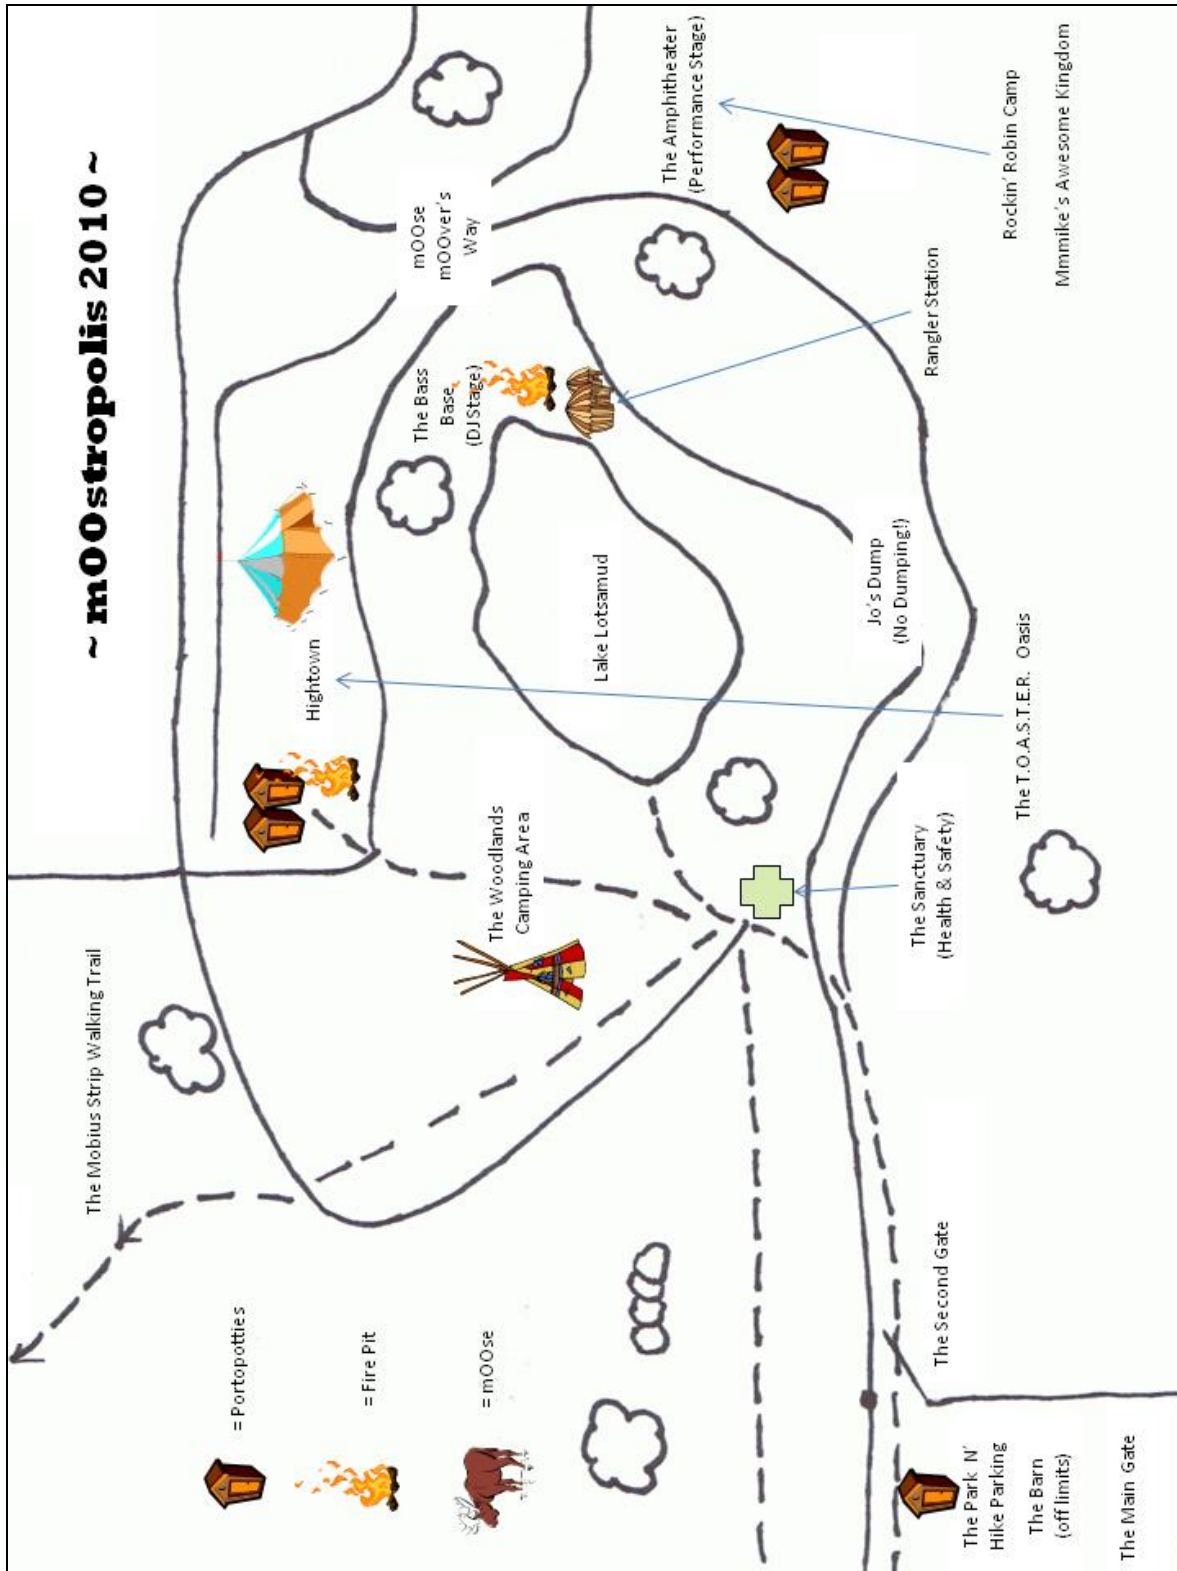 ~ mOOstropolis 2010 ~
The Mobius Strip Walking Trail
= Portopotties
Hightown
= Fire Pit
mOOse
mOOver's
Way
The Bass
Base
(DJ Stage)
= mOOse
The Woodlands
Camping Area
Lake Lotsamud
The Amphitheater
(Performance Stage)
Jo's Dump
(No Dumping!)
The Sanctuary
(Health & Safety)
Rangler Station
The Second Gate
The Park N'
Hike Parking
Rockin' Robin Camp
The T.O.A.S.T.E.R. Oasis
The Barn
(off limits)
Mmmike's Awesome Kingdom
The Main Gate